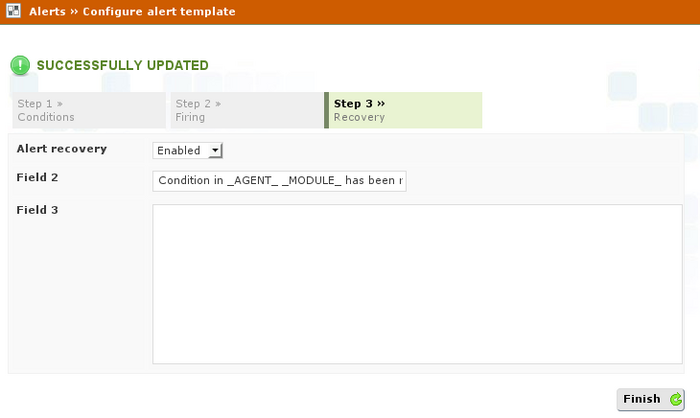 Alerts » Configure alert template
SUCCESSFULLY UPDATED
Step 1 »
Conditions
Step 2 »
Firing
Step 3 »
Recovery
Alert recovery
Enabled
Field 2
Condition in _AGENT_ _MODULE_ has been
Field 3
Finish